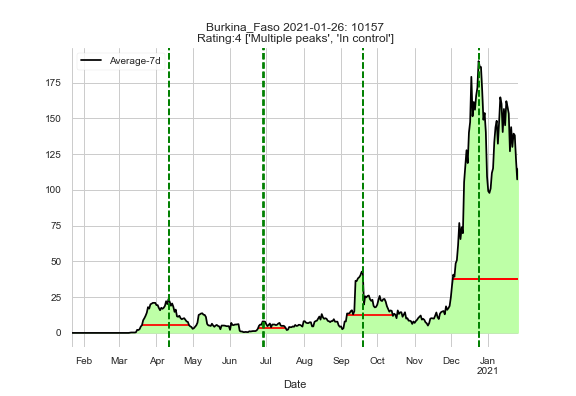 Burkina_Faso 2021-01-26: 10157
Rating:4 ['Multiple peaks', 'In control']
Average-7d
175
150
125
100
75
50
25
0
Feb Mar Apr May Jun Jul Aug Sep Oct Nov Dec Jan
2021
Date